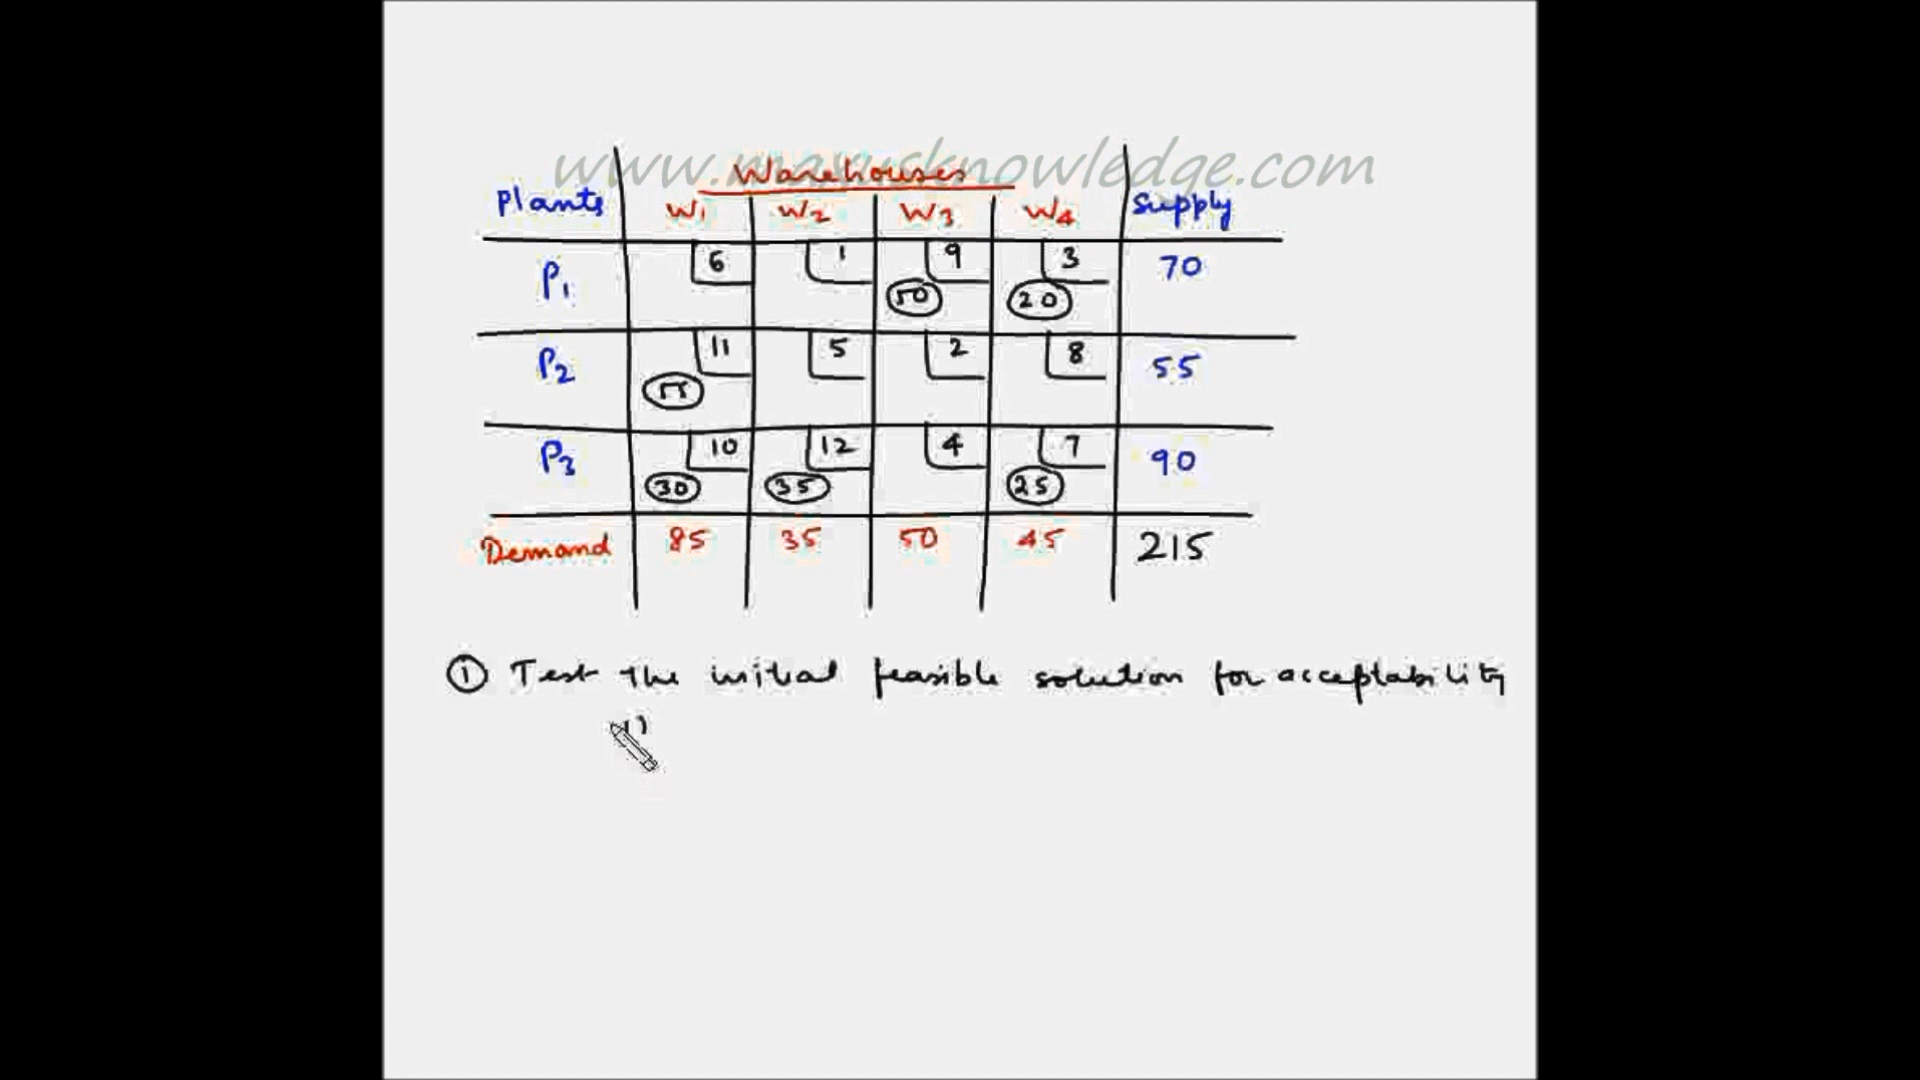 www.maxusknowledge.com
Warehouses
Plants W1 W2 W3 W4 Supply
6 1 9 3
P1 50 20 70
11 5 2 8
P2 55 55
10 12 4 7
P3 30 35 25 90
Demand 85 35 50 45 215
① Test the initial feasible solution for acceptability